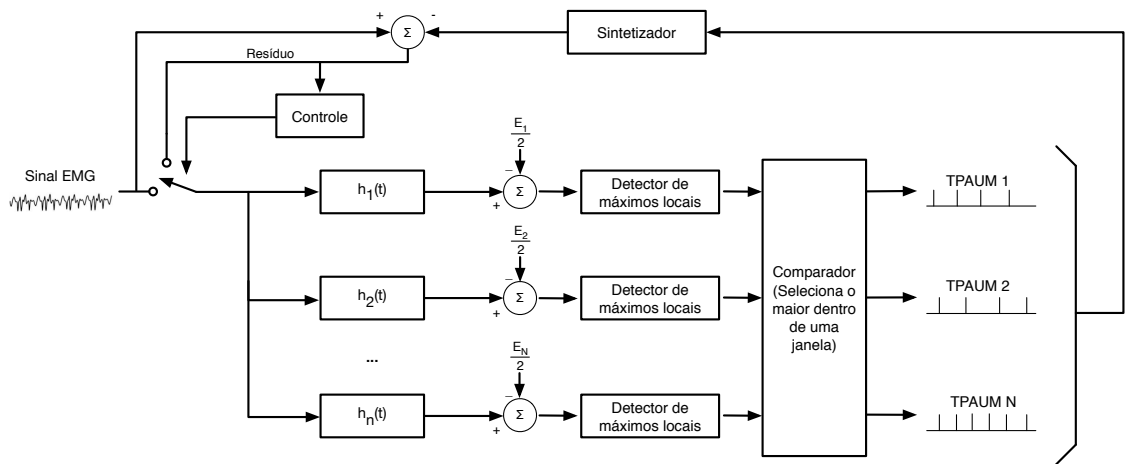 +
-
Σ
Sintetizador
Resíduo
Controle
Sinal EMG
E1
2
h1(t)
−
+
Σ
Detector de
máximos locais
TPAUM 1
E2
2
h2(t)
−
+
Σ
Detector de
máximos locais
Comparador
(Seleciona o
maior dentro
de uma
janela)
TPAUM 2
...
EN
2
hn(t)
−
+
Σ
Detector de
máximos locais
TPAUM N